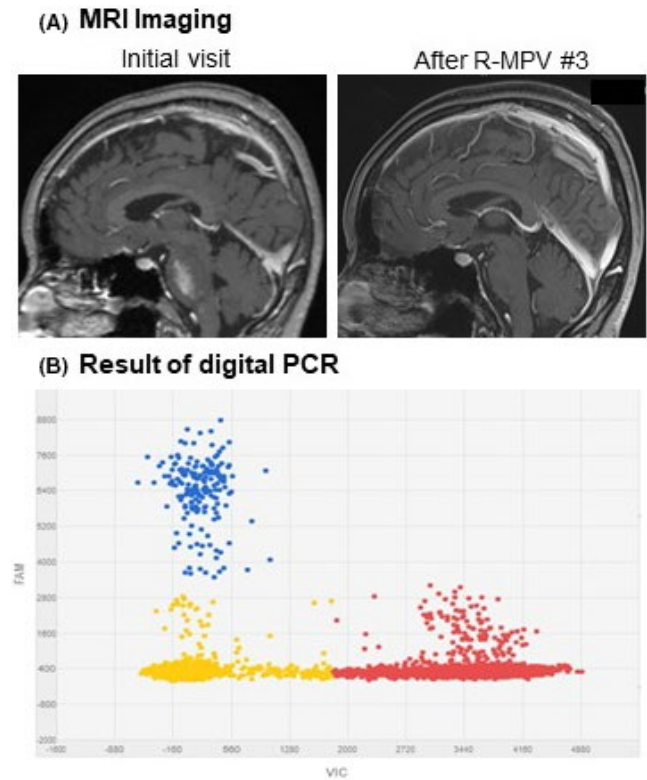 (A) MRI Imaging
Initial visit
After R-MPV #3
(B) Result of digital PCR
8800
7600
6400
5200
4000
2800
1600
400
-800
-2000
FAM
-1600 -880 -160 560 1280 2000 2720 3440 4160 4880
VIC